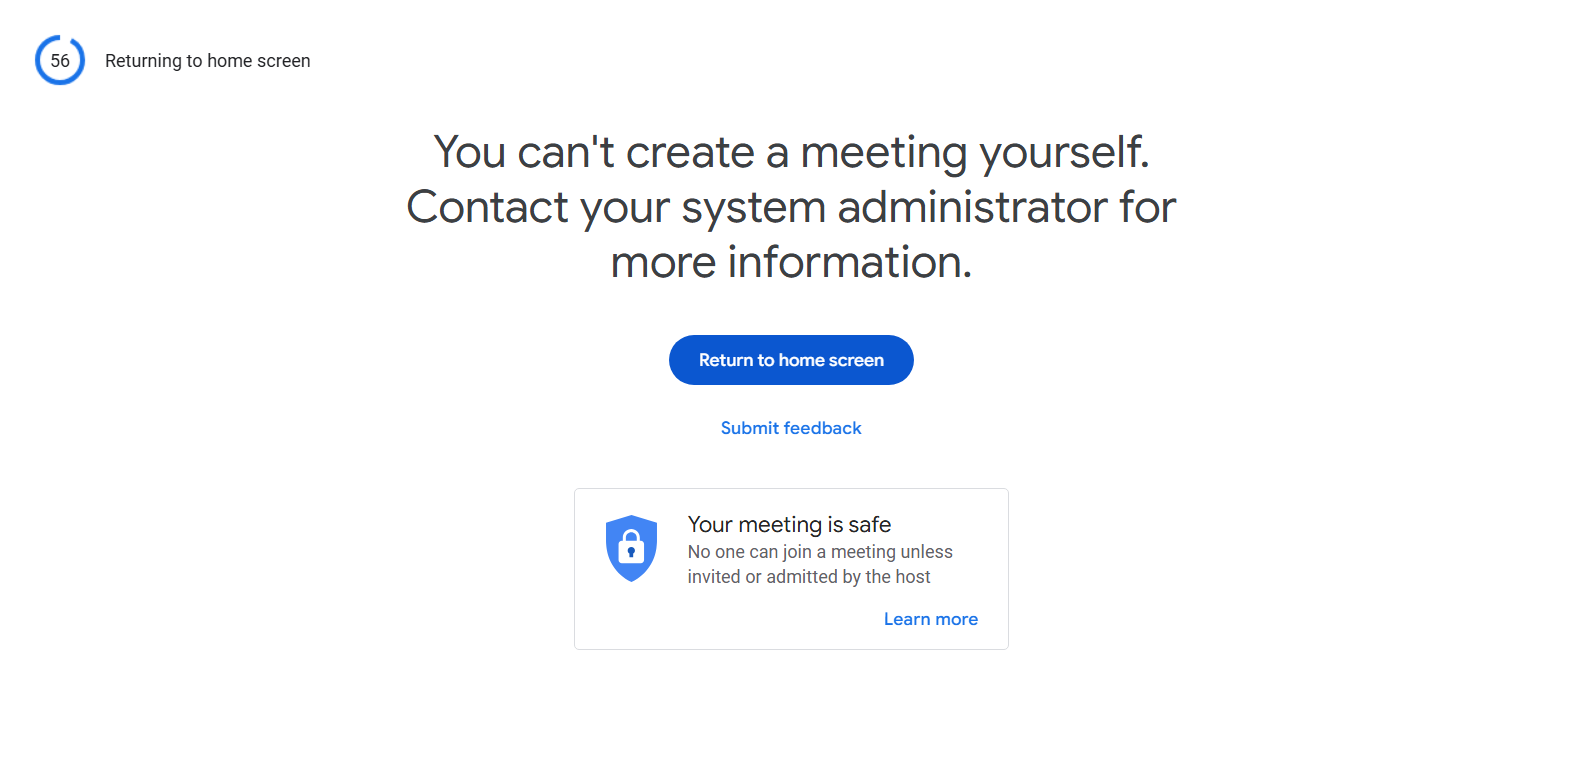 56
Returning to home screen
You can't create a meeting yourself.
Contact your system administrator for
more information.
Return to home screen
Submit feedback
Your meeting is safe
No one can join a meeting unless
invited or admitted by the host
Learn more